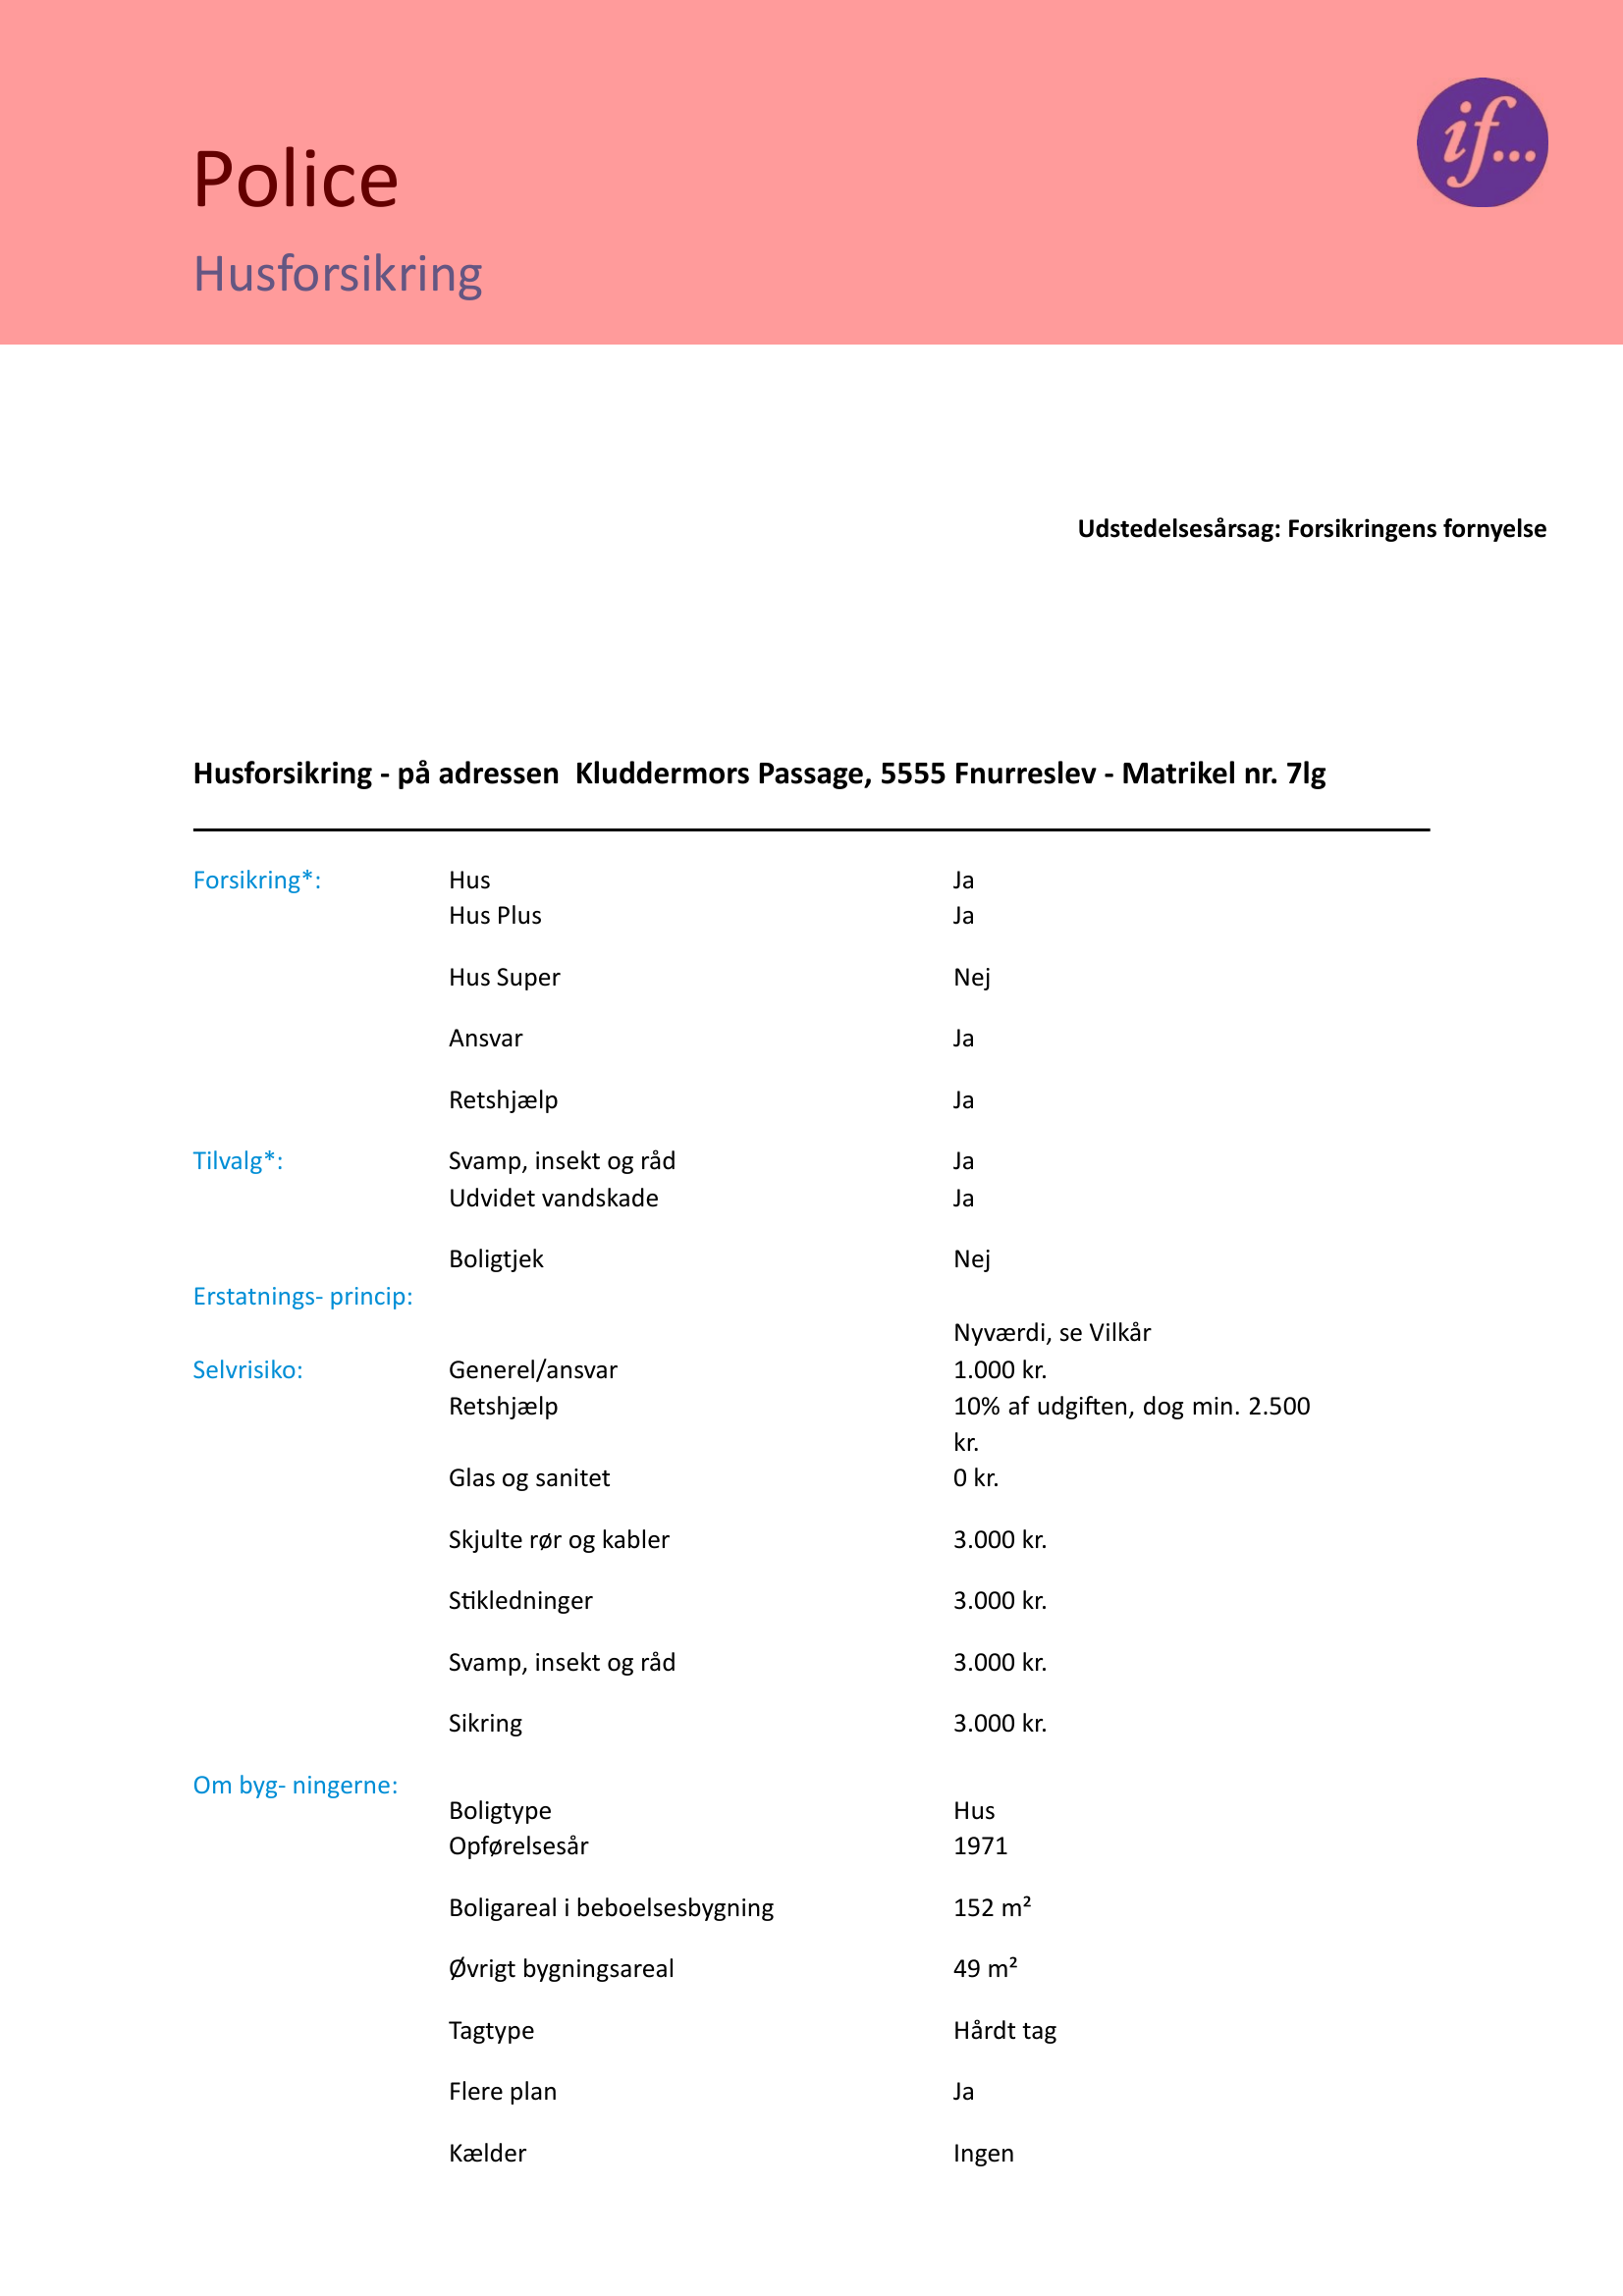 if...
Police
Husforsikring
Udstedelsesårsag: Forsikringens fornyelse
Husforsikring - på adressen  Kluddermors Passage, 5555 Fnurreslev - Matrikel nr. 7lg
Forsikring*: Hus Ja
Hus Plus Ja
Hus Super Nej
Ansvar Ja
Retshjælp Ja
Tilvalg*: Svamp, insekt og råd Ja
Udvidet vandskade Ja
Boligtjek Nej
Erstatnings- princip:
Nyværdi, se Vilkår
Selvrisiko: Generel/ansvar 1.000 kr.
Retshjælp 10% af udgiften, dog min. 2.500
kr.
Glas og sanitet 0 kr.
Skjulte rør og kabler 3.000 kr.
Stikledninger 3.000 kr.
Svamp, insekt og råd 3.000 kr.
Sikring 3.000 kr.
Om byg- ningerne:
Boligtype Hus
Opførelsesår 1971
Boligareal i beboelsesbygning 152 m²
Øvrigt bygningsareal 49 m²
Tagtype Hårdt tag
Flere plan Ja
Kælder Ingen